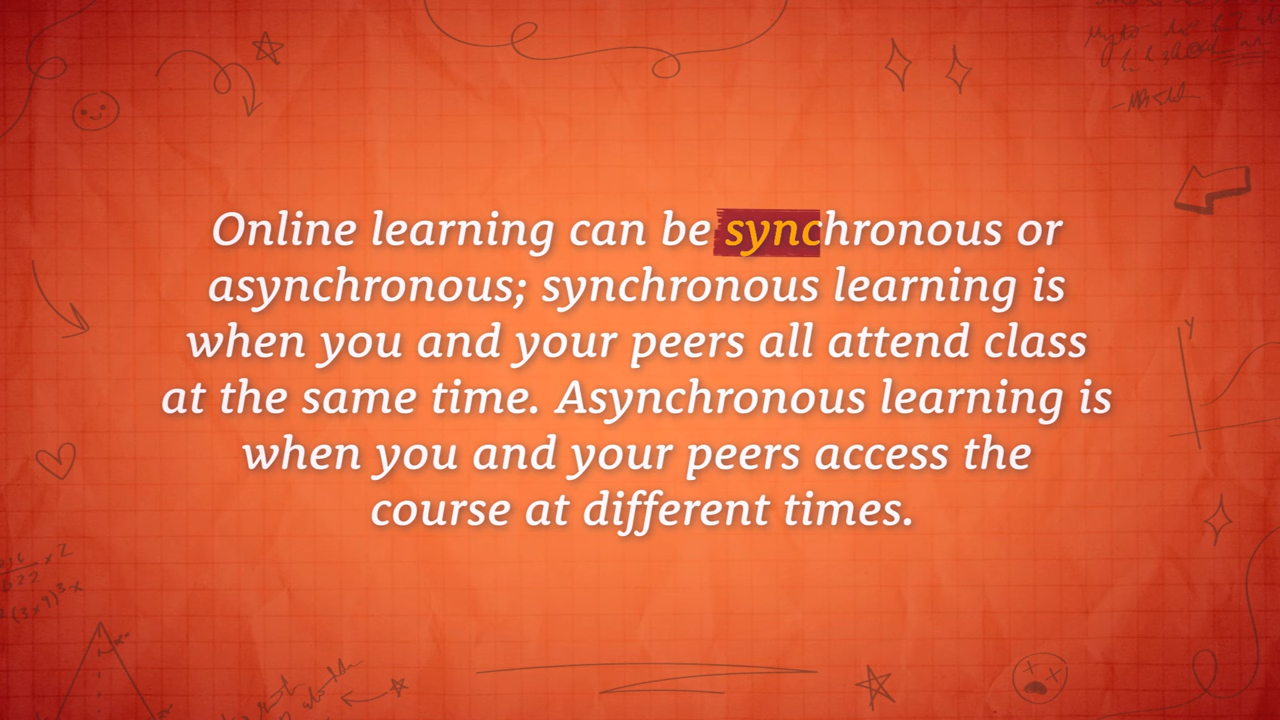 Online learning can be synchronous or
asynchronous; synchronous learning is
when you and your peers all attend class
at the same time. Asynchronous learning is
when you and your peers access the
course at different times.
Y